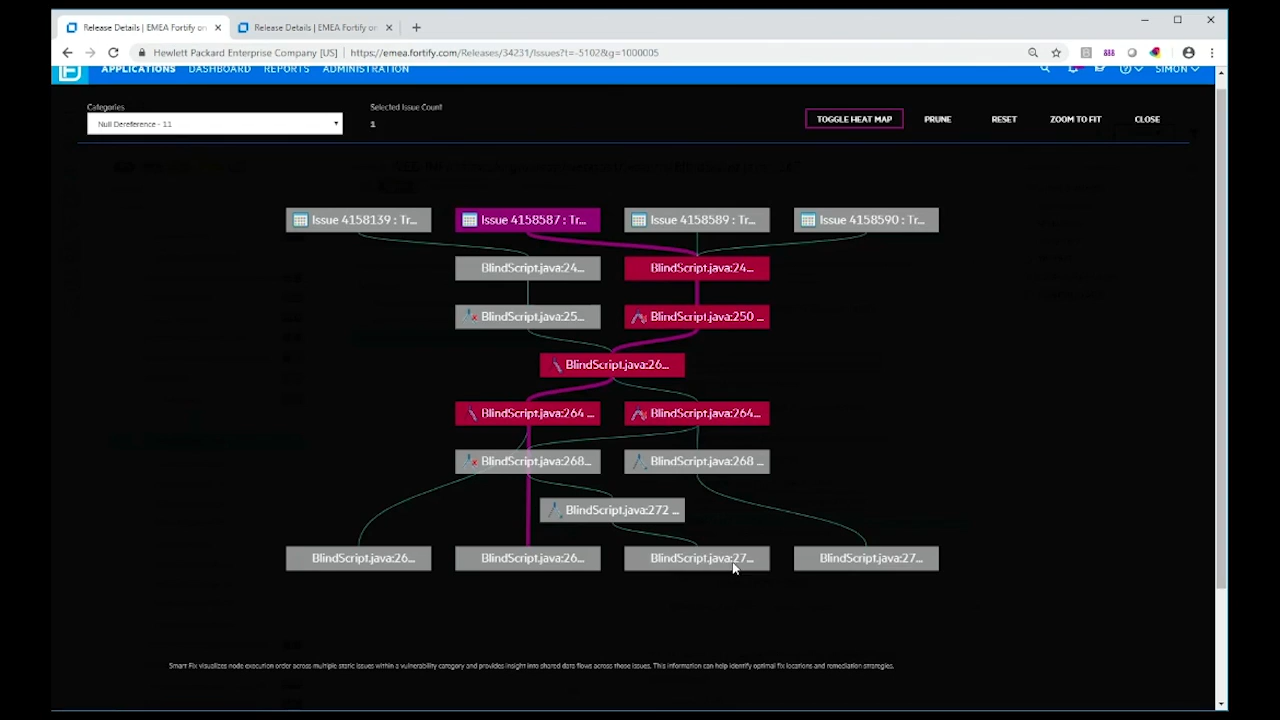 Release Details | EMEA Fortify on
Release Details | EMEA Fortify on
Hewlett Packard Enterprise Company [US] | https://emea.fortify.com/Releases/34231/Issues?t=-5102&g=1000005
APPLICATIONS DASHBOARD REPORTS ADMINISTRATION SIMON
Categories
Selected Issue Count
Null Dereference - 11
1
TOGGLE HEAT MAP PRUNE RESET ZOOM TO FIT CLOSE
Issue 4158139 : Tr... Issue 4158587 : Tr... Issue 4158589 : Tr... Issue 4158590 : Tr...
BlindScript.java:24... BlindScript.java:24...
BlindScript.java:25... BlindScript.java:250 ...
BlindScript.java:26...
BlindScript.java:264 ... BlindScript.java:264...
BlindScript.java:268... BlindScript.java:268 ...
BlindScript.java:272 ...
BlindScript.java:26... BlindScript.java:26... BlindScript.java:27... BlindScript.java:27...
Smart Fix visualizes node execution order across multiple static issues within a vulnerability category and provides insight into shared data flows across these issues. This information can help identify optimal fix locations and remediation strategies.